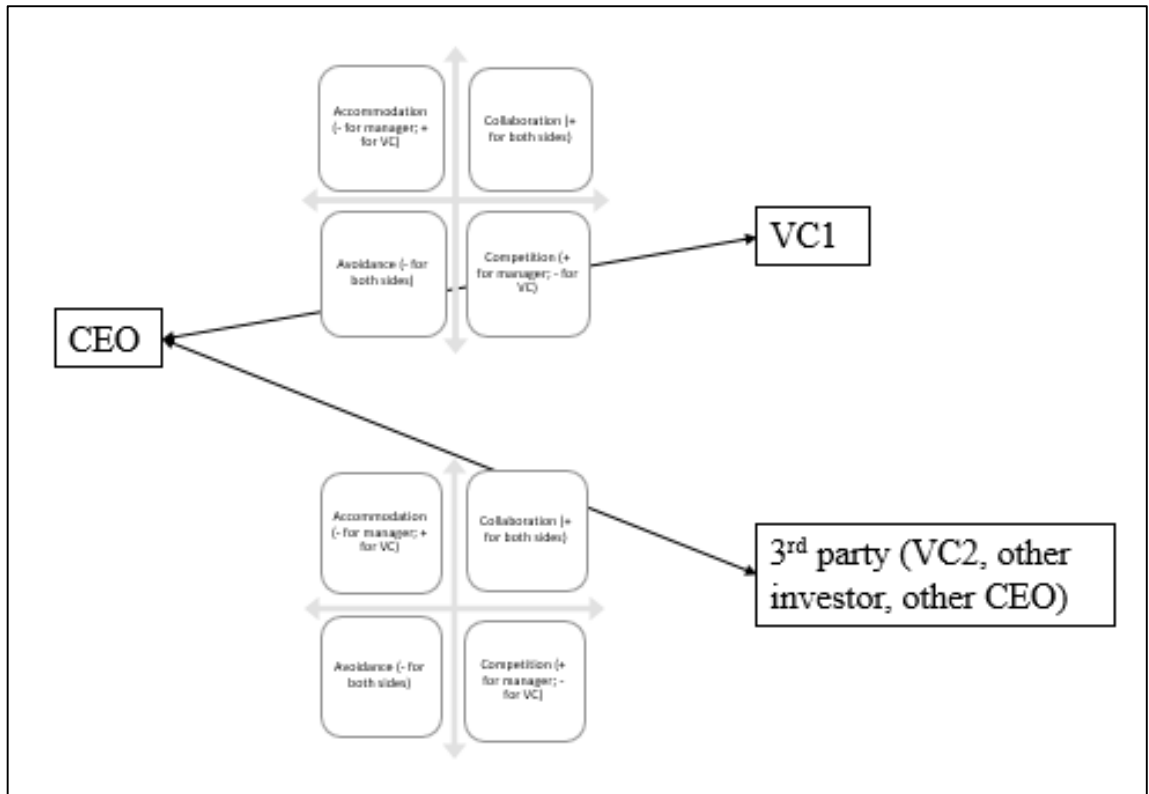 Accommodation
(- for manager; +
for VC)
Collaboration (+
for both sides)
Avoidance (- for
both sides)
Competition (+
for manager; - for
VC)
VC1
CEO
Accommodation
(- for manager; +
for VC)
Collaboration (+
for both sides)
3rd party (VC2, other
investor, other CEO)
Avoidance (- for
both sides)
Competition (+
for manager; -
for VC)